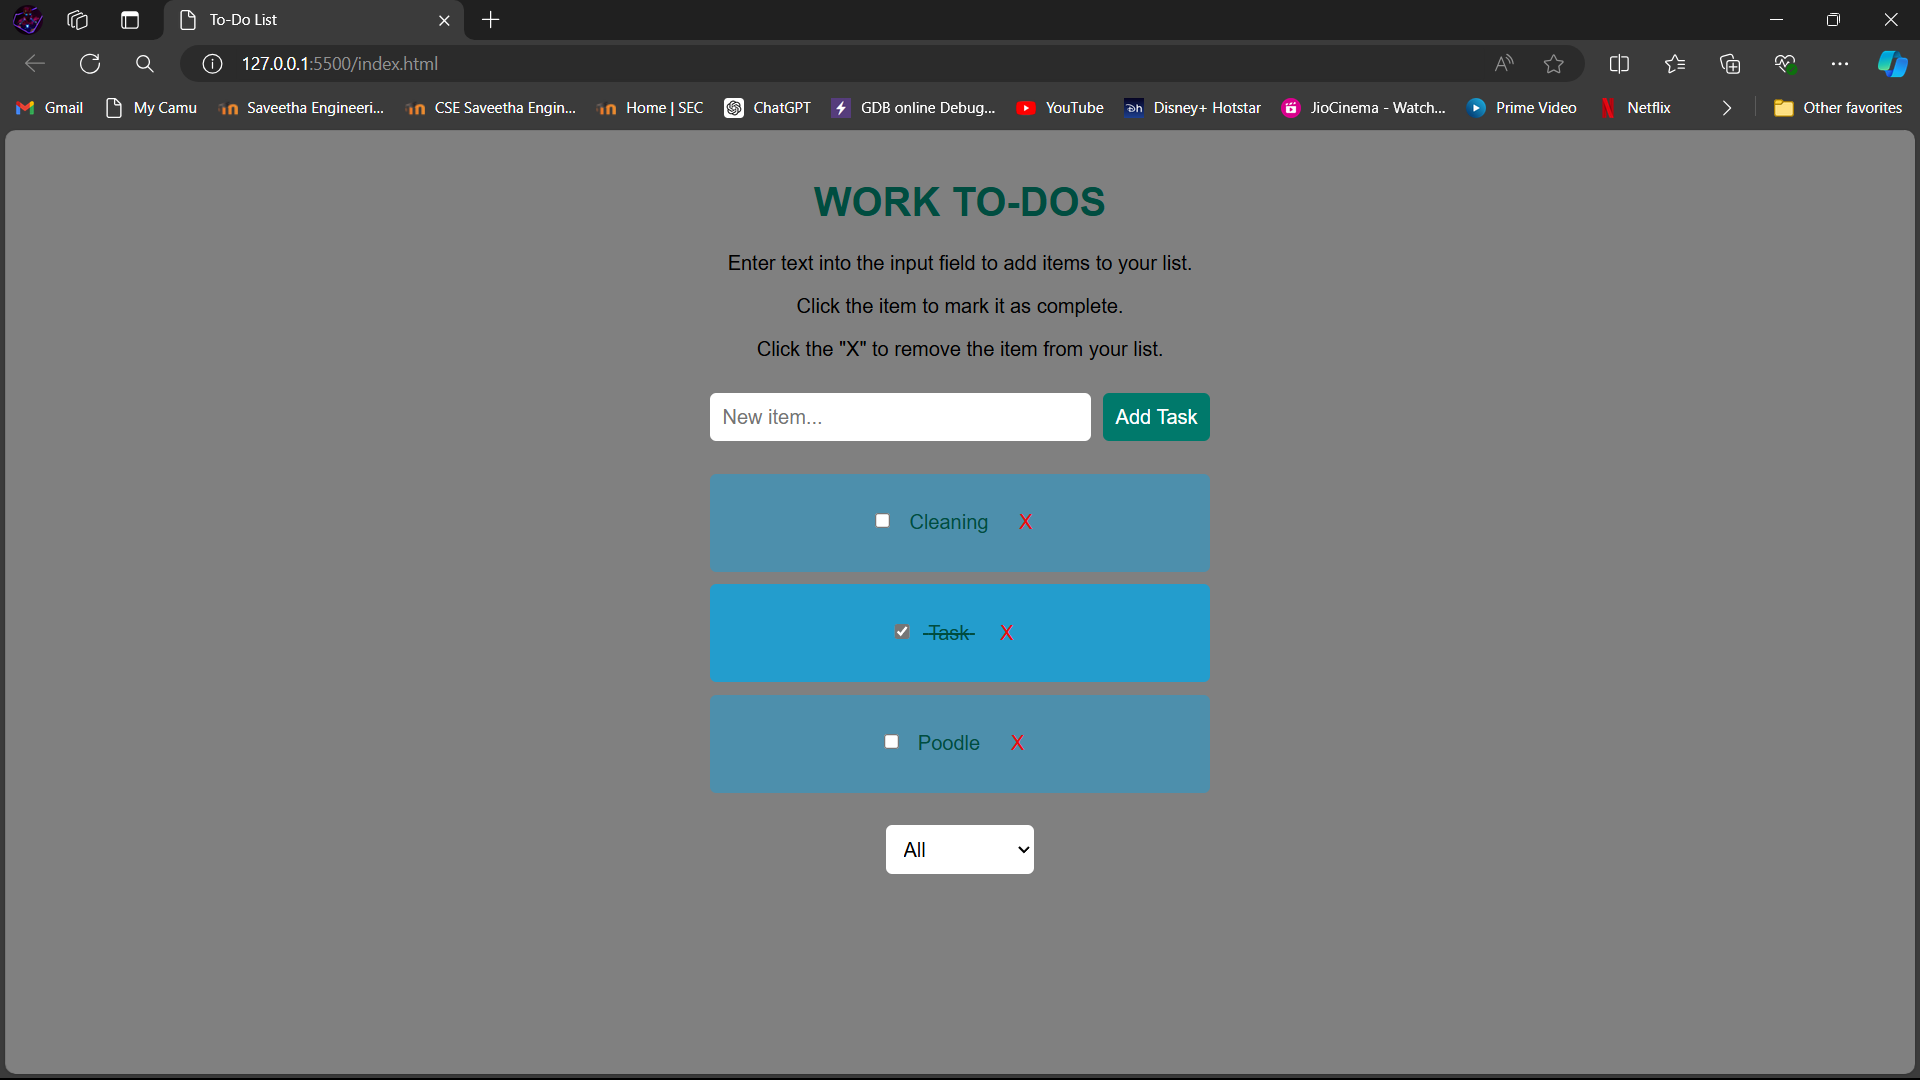 To-Do List
127.0.0.1:5500/index.html
Gmail My Camu Saveetha Engineeri... CSE Saveetha Engin... Home | SEC ChatGPT GDB online Debug... YouTube Disney+ Hotstar JioCinema - Watch... Prime Video Netflix Other favorites
WORK TO-DOS
Enter text into the input field to add items to your list.
Click the item to mark it as complete.
Click the "X" to remove the item from your list.
New item... Add Task
Cleaning X
Task X
Poodle X
All